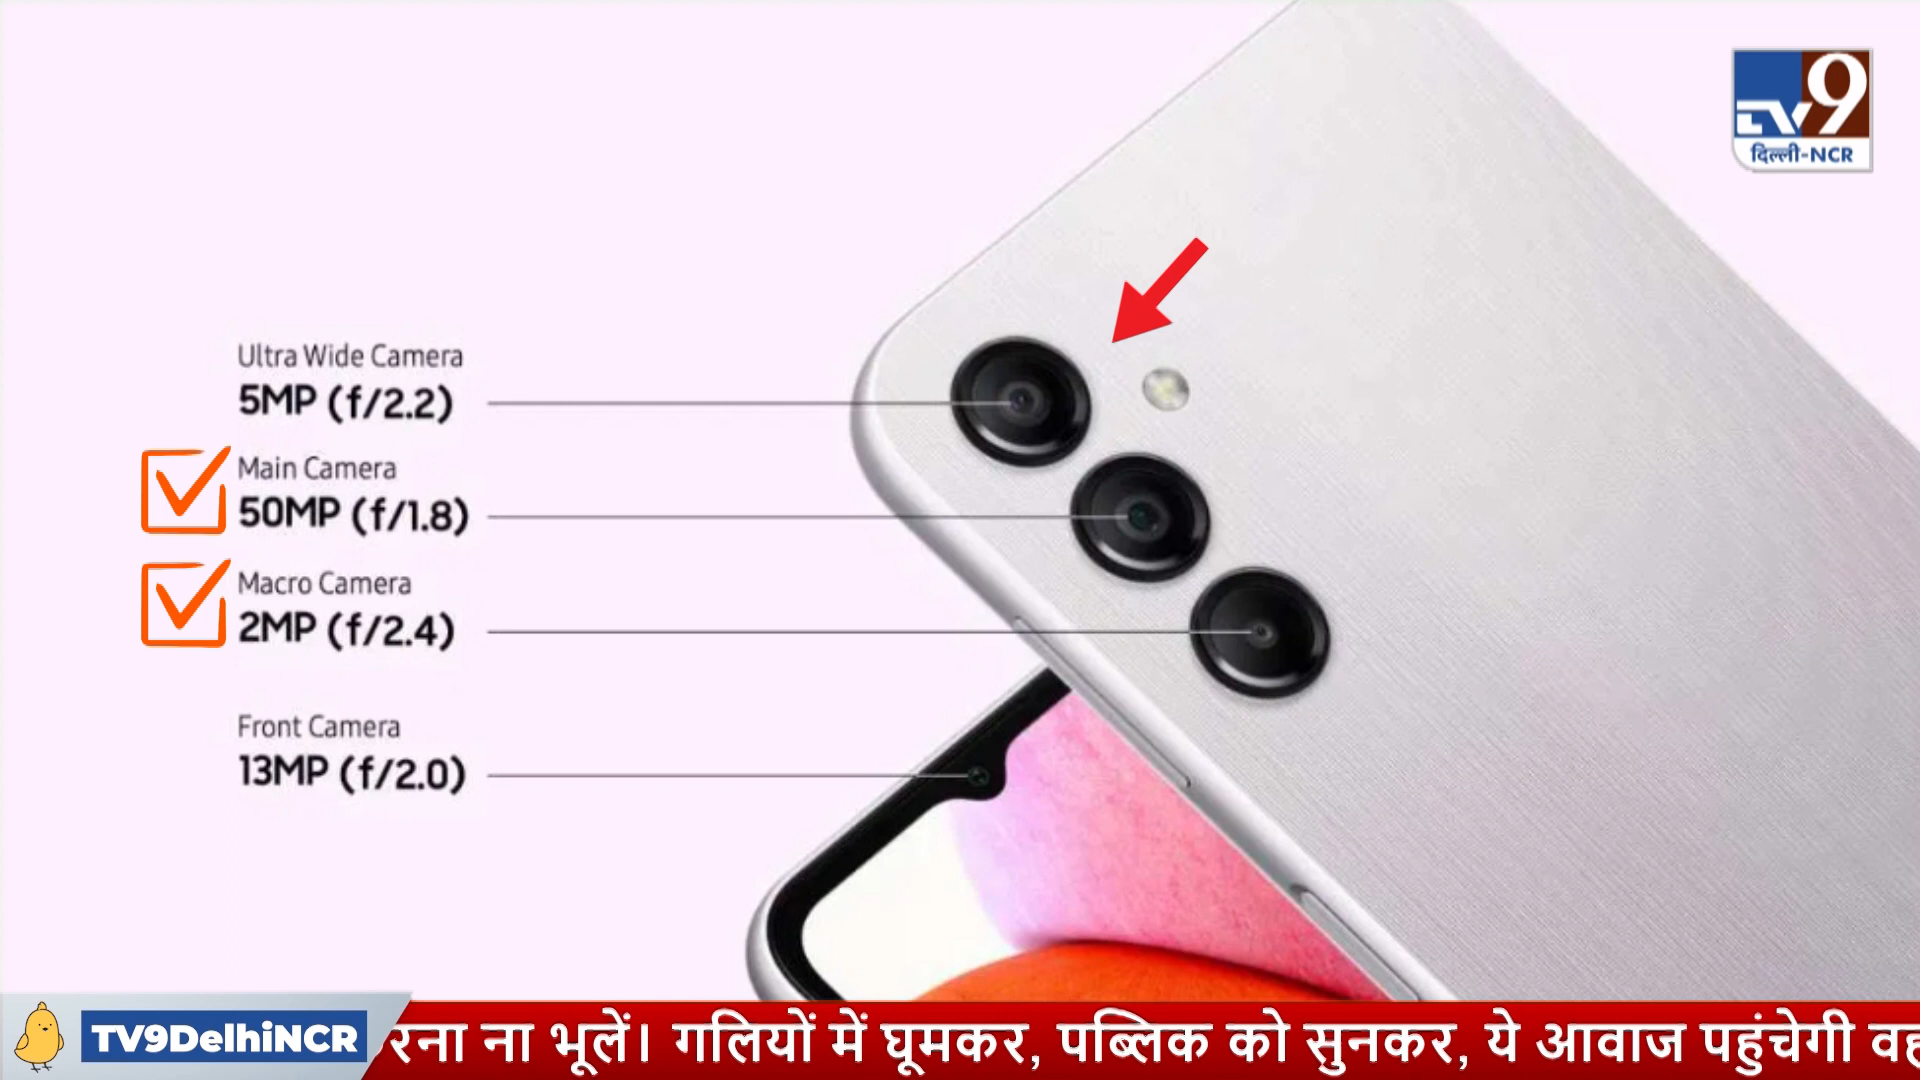 TV9
दिल्ली-NCR
Ultra Wide Camera
5MP (f/2.2)
Main Camera
50MP (f/1.8)
Macro Camera
2MP (f/2.4)
Front Camera
13MP (f/2.0)
TV9DelhiNCR
रना ना भूलें। गलियों में घूमकर, पब्लिक को सुनकर, ये आवाज पहुंचेगी